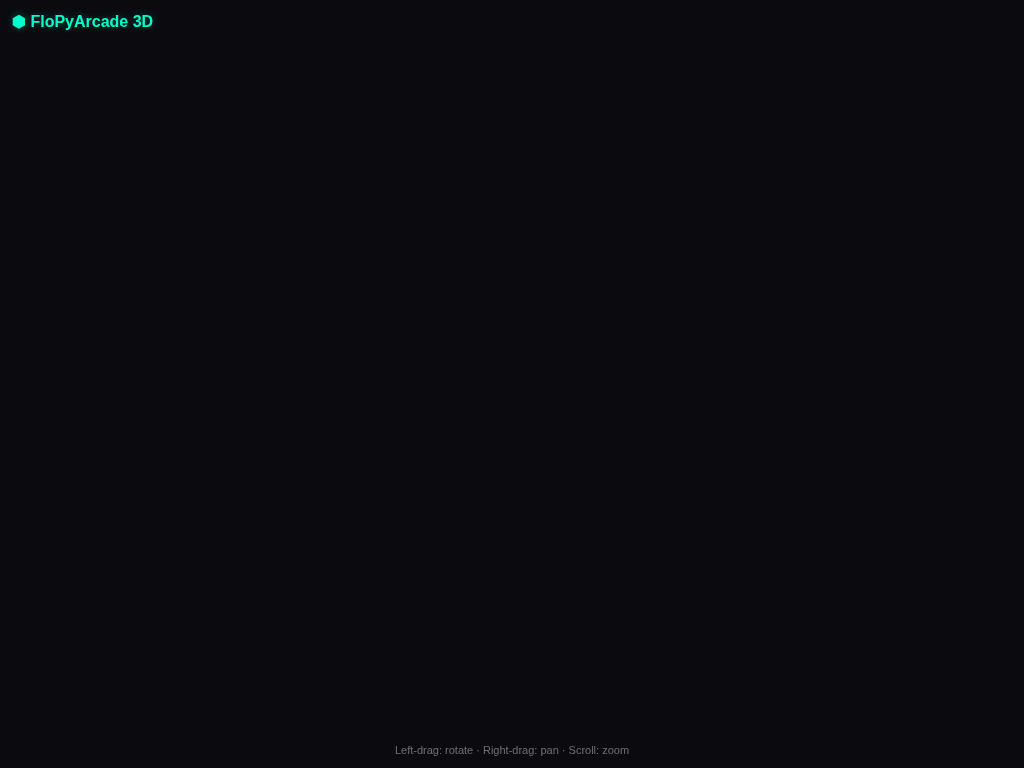 ⬢ FloPyArcade 3D
Left-drag: rotate · Right-drag: pan · Scroll: zoom